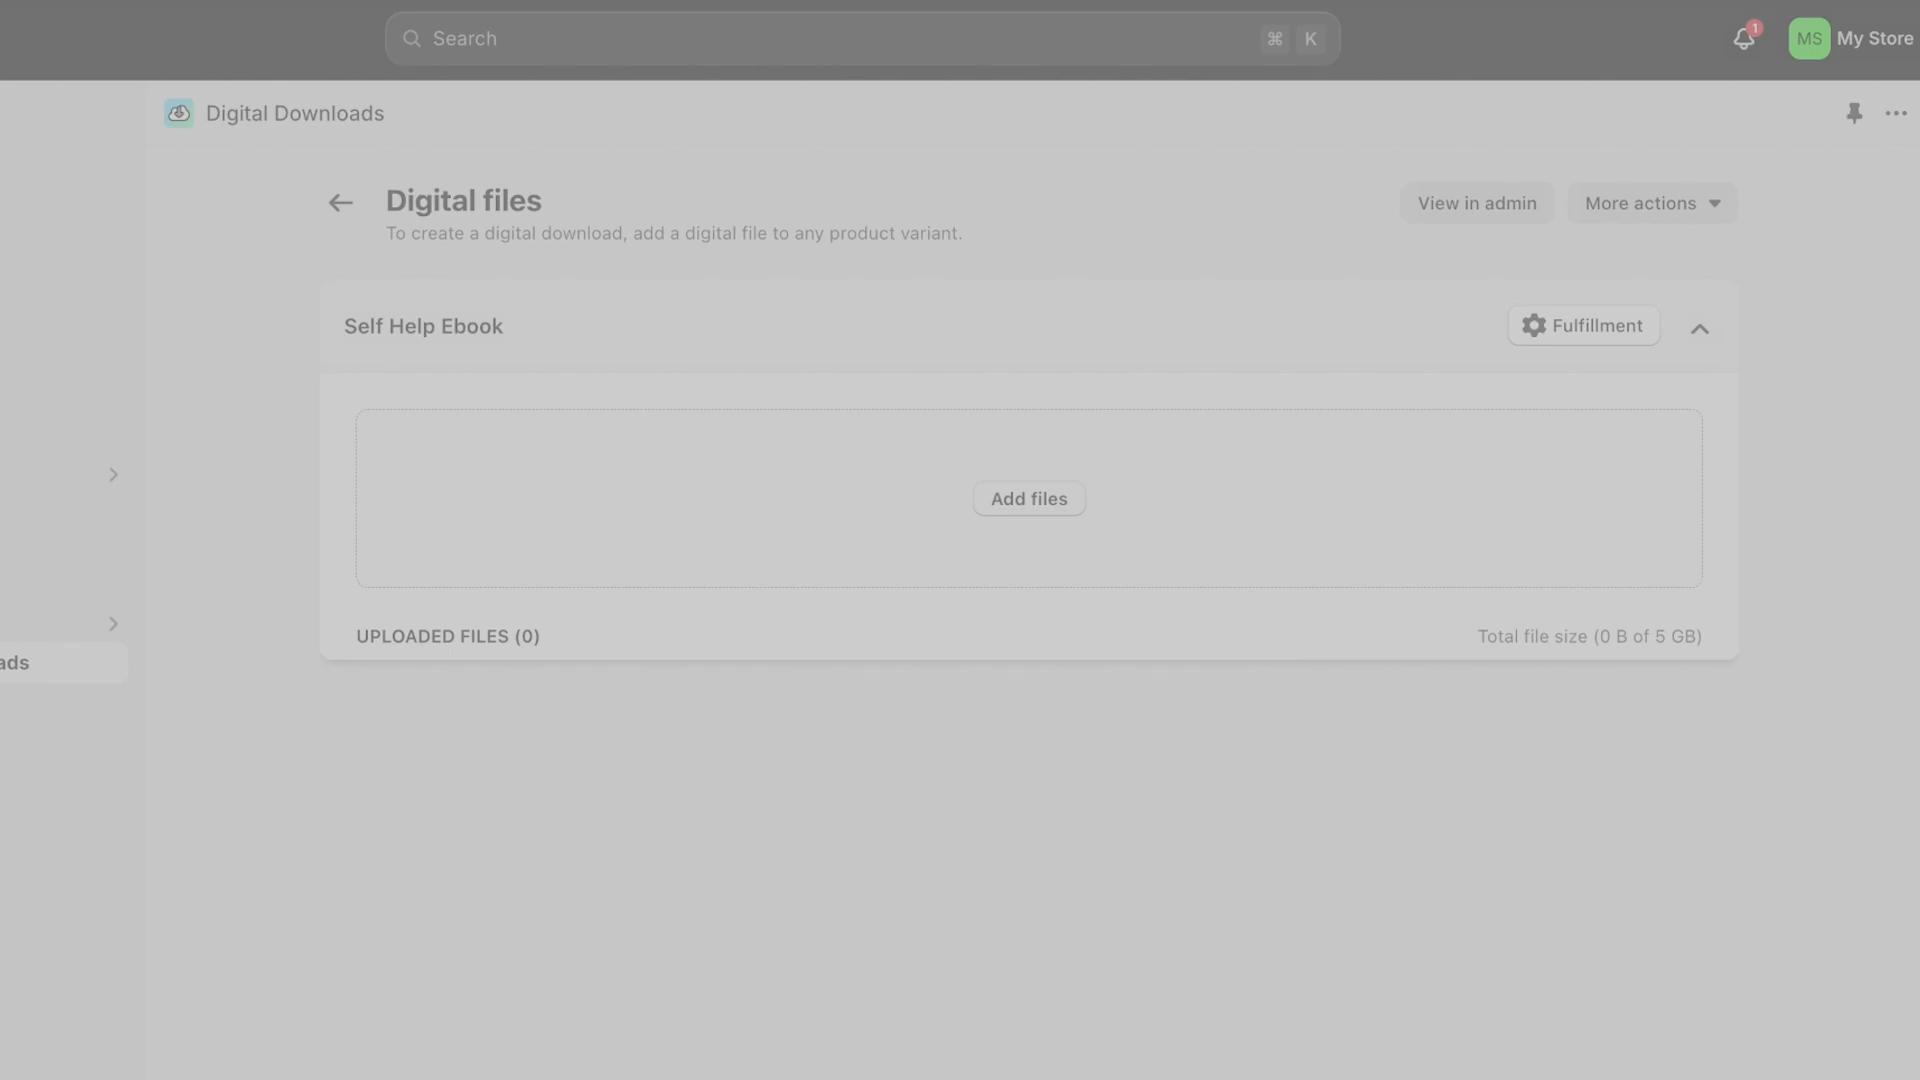 Search
⌘ K
1
MS My Store
Digital Downloads
Digital files
To create a digital download, add a digital file to any product variant.
View in admin
More actions
Self Help Ebook
Fulfillment
Add files
UPLOADED FILES (0)
Total file size (0 B of 5 GB)
ads